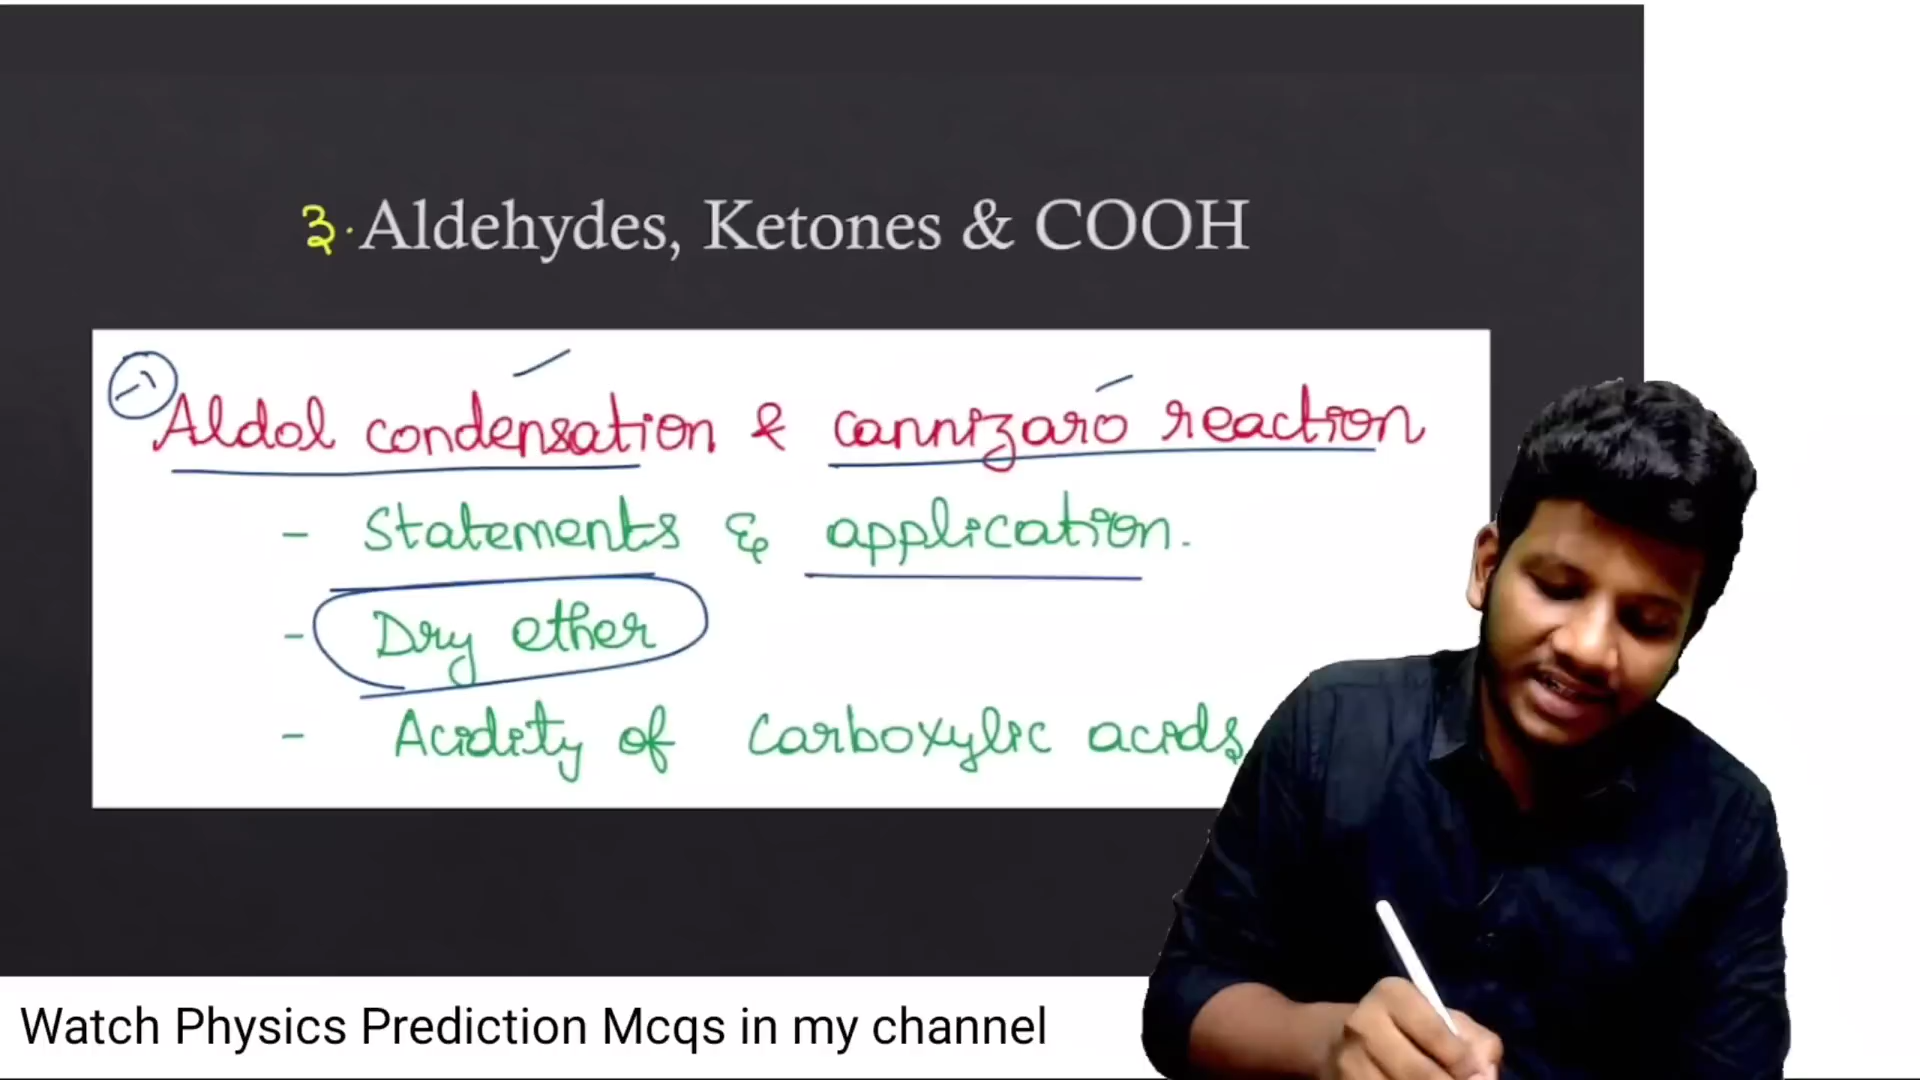 3. Aldehydes, Ketones & COOH
Aldol condensation & cannizaro reaction
- Statements & application.
- Dry ether
- Acidity of carboxylic acids
Watch Physics Prediction Mcqs in my channel